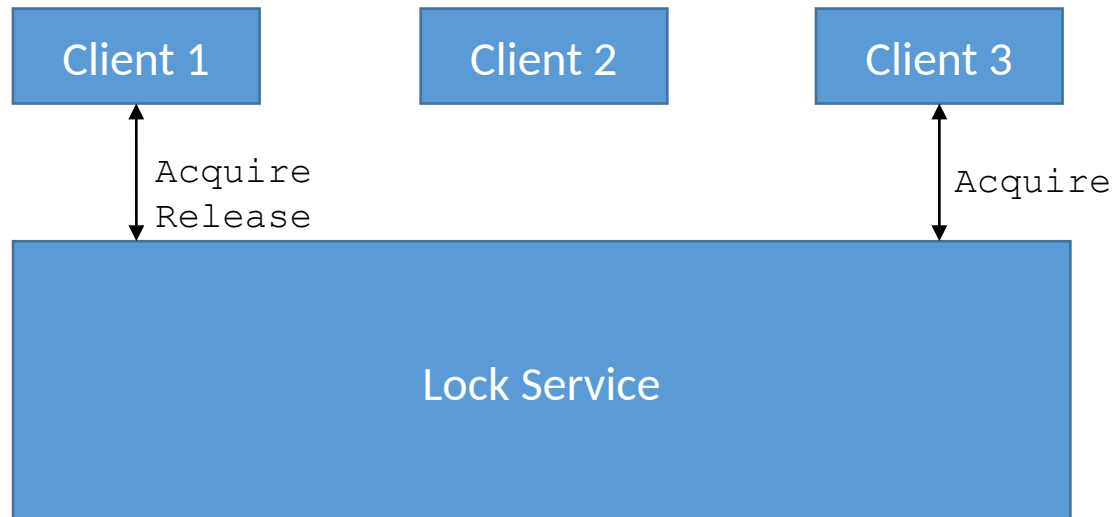 Client 1
Client 2
Client 3
Acquire
Release
Acquire
Lock Service